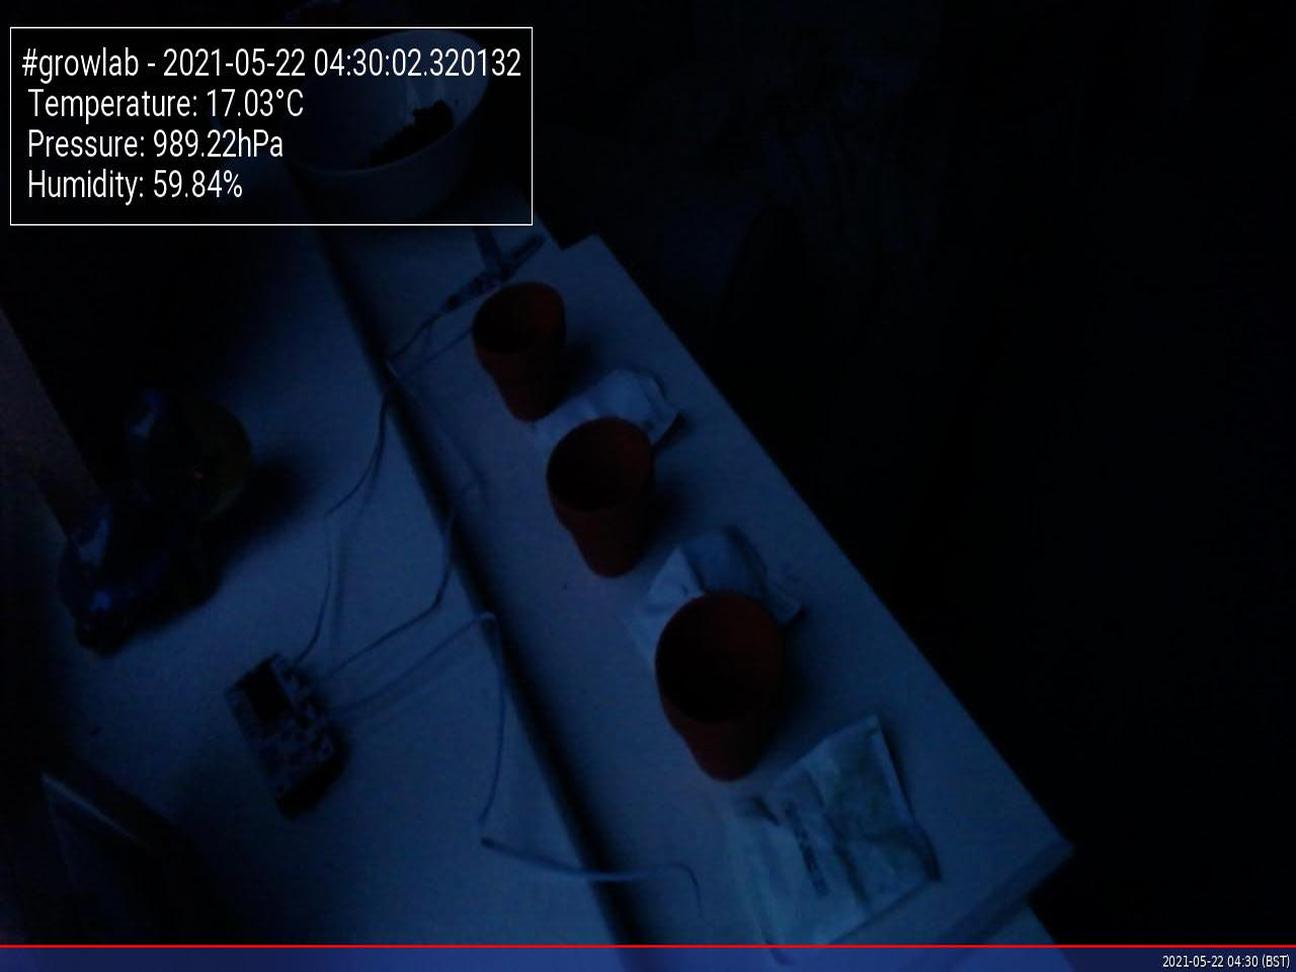 #growlab - 2021-05-22 04:30:02.320132
Temperature: 17.03°C
Pressure: 989.22hPa
Humidity: 59.84%
2021-05-22 04:30 (BST)